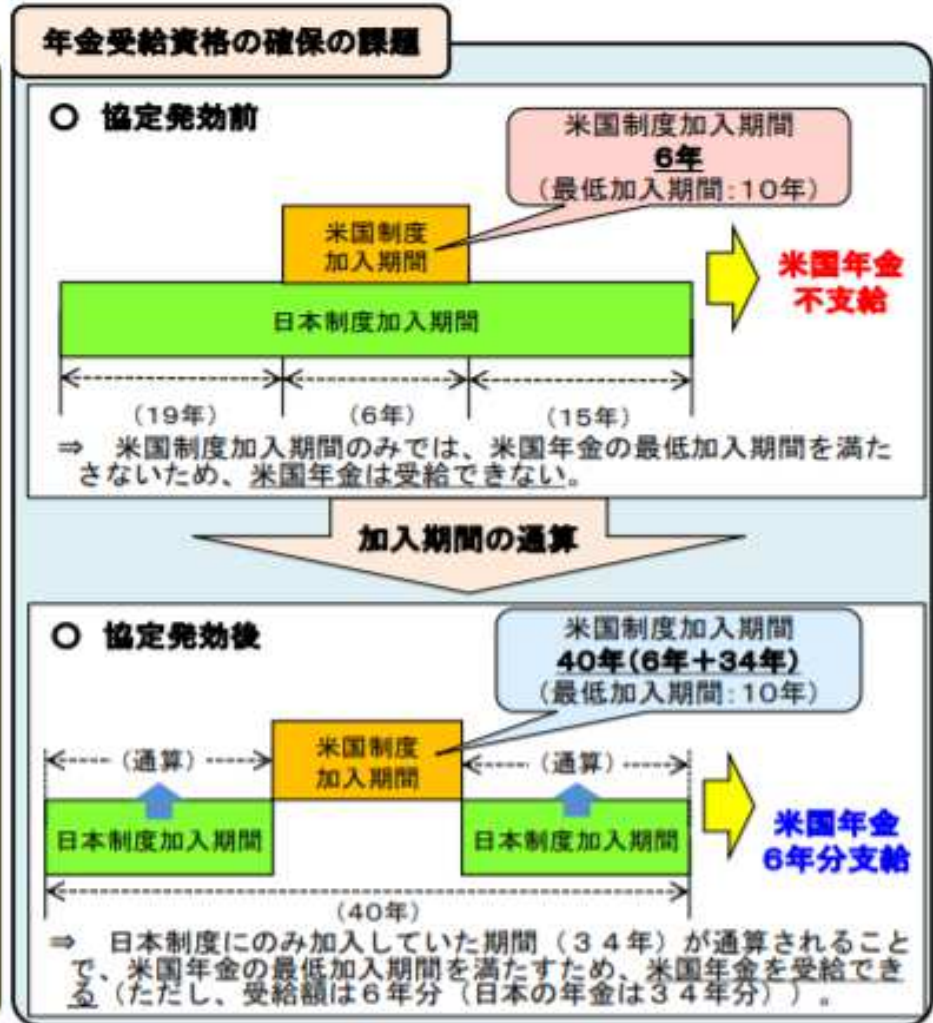 年金受給資格の確保の課題
○ 協定発効前
米国制度加入期間
6年
(最低加入期間:10年)
米国制度
加入期間
日本制度加入期間
米国年金
不支給
(19年)
(6年)
(15年)
⇒ 米国制度加入期間のみでは、米国年金の最低加入期間を満た
さないため、米国年金は受給できない。
加入期間の通算
○ 協定発効後
米国制度加入期間
40年(6年+34年)
(最低加入期間:10年)
(通算)
米国制度
加入期間
(通算)
日本制度加入期間
日本制度加入期間
米国年金
6年分支給
(40年)
⇒ 日本制度にのみ加入していた期間(34年)が通算されること
で、米国年金の最低加入期間を満たすため、米国年金を受給でき
る(ただし、受給額は6年分(日本の年金は34年分))。